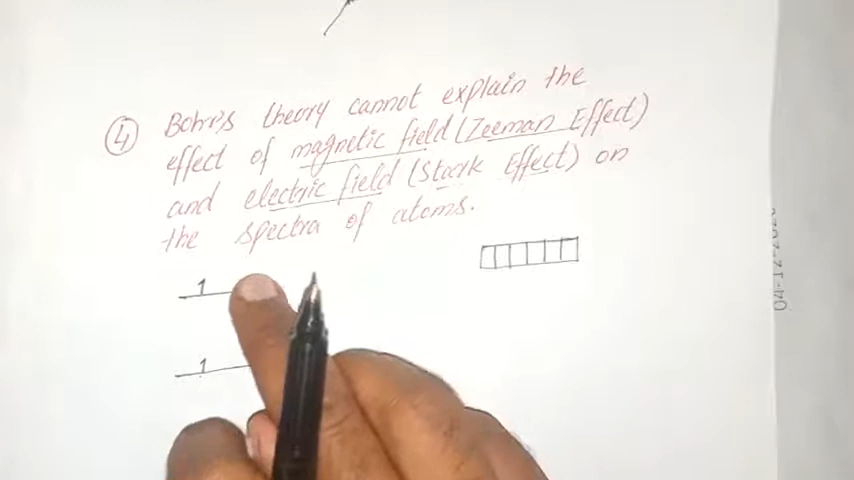 4 Bohr's theory cannot explain the
effect of magnetic field (Zeeman Effect)
and electric field (Stark Effect) on
the spectra of atoms.
1
1